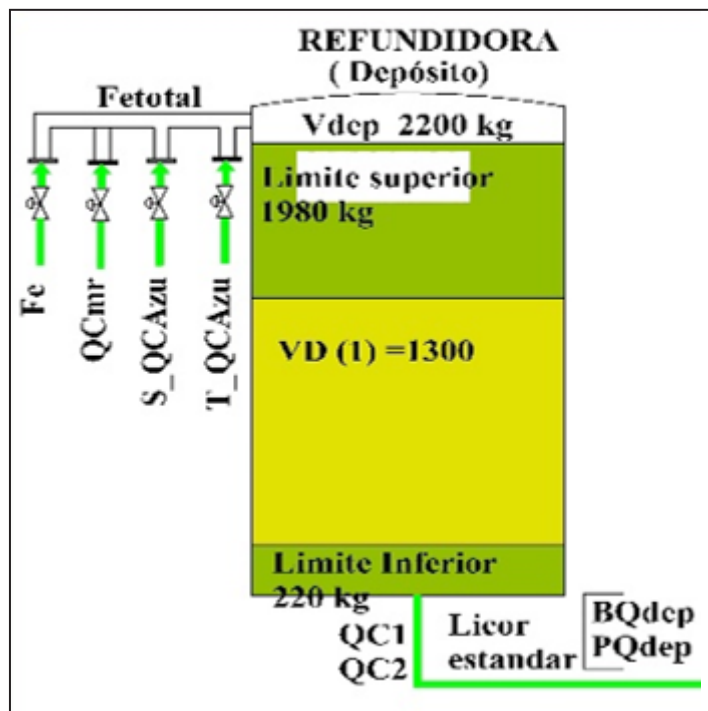 REFUNDIDORA
( Depósito)
Fetotal
Vdep 2200 kg
Limite superior
1980 kg
Fe
QCmr
S_QCAzu
T_QCAzu
VD (1) =1300
Limite Inferior
220 kg
QC1
QC2
Licor
estandar
BQdep
PQdep